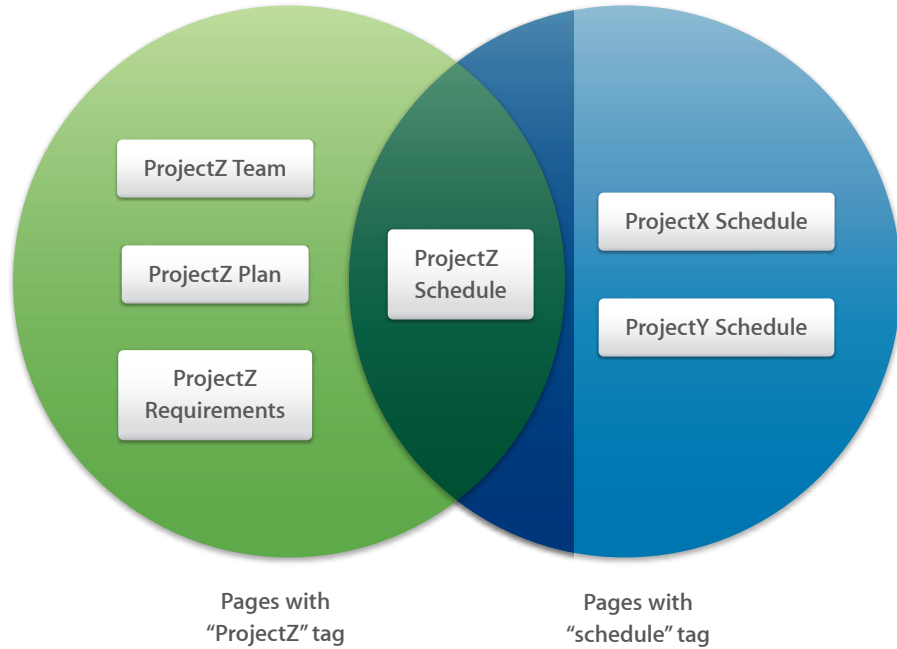 ProjectZ Team
ProjectZ Plan
ProjectZ
Requirements
ProjectZ
Schedule
ProjectX Schedule
ProjectY Schedule
Pages with
“ProjectZ” tag
Pages with
“schedule” tag